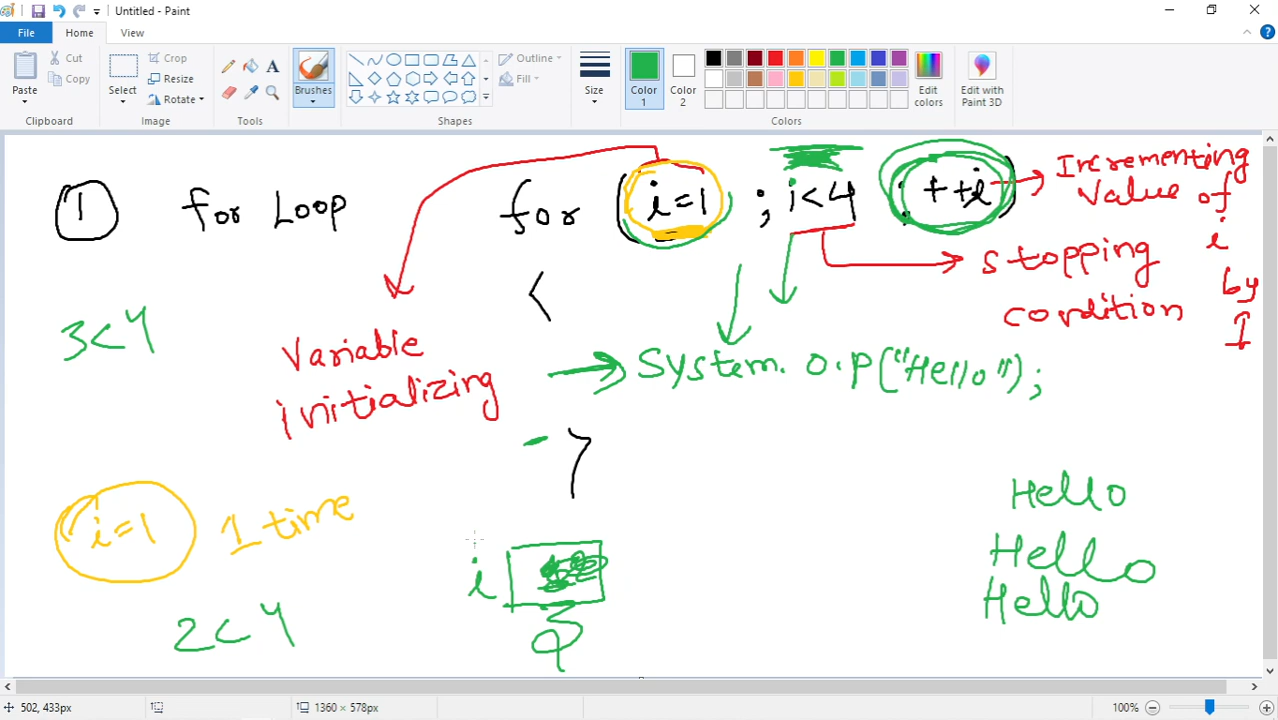 Untitled - Paint
File Home View
Paste
Cut
Copy
Clipboard
Select
Crop
Resize
Rotate
Image
Tools
Brushes
Shapes
Outline
Fill
Size
Color 1
Color 2
Edit colors
Edit with Paint 3D
Colors
1 for Loop for ( i=1 ; i<4 ; ++i )
Incrementing
Value of
i
by
1
stopping
condition
3<4
Variable
initializing
System. o.p("Hello");
i=1 1 time
2<4
i
Hello
Hello
Hello
502, 433px
1360 × 578px
100%